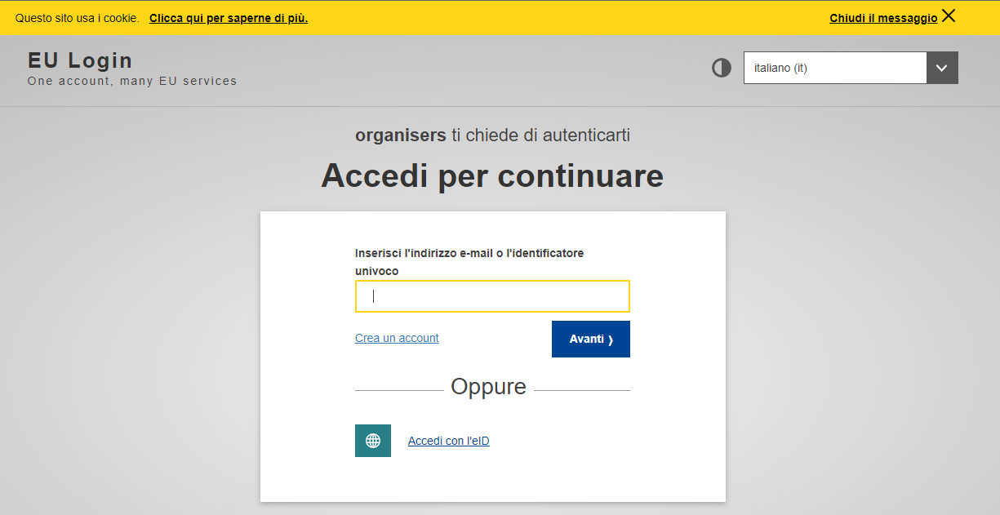 Questo sito usa i cookie. Clicca qui per saperne di più. Chiudi il messaggio
EU Login
One account, many EU services
italiano (it)
organisers ti chiede di autenticarti
Accedi per continuare
Inserisci l'indirizzo e-mail o l'identificatore
univoco
Crea un account Avanti ❯
Oppure
Accedi con l'eID